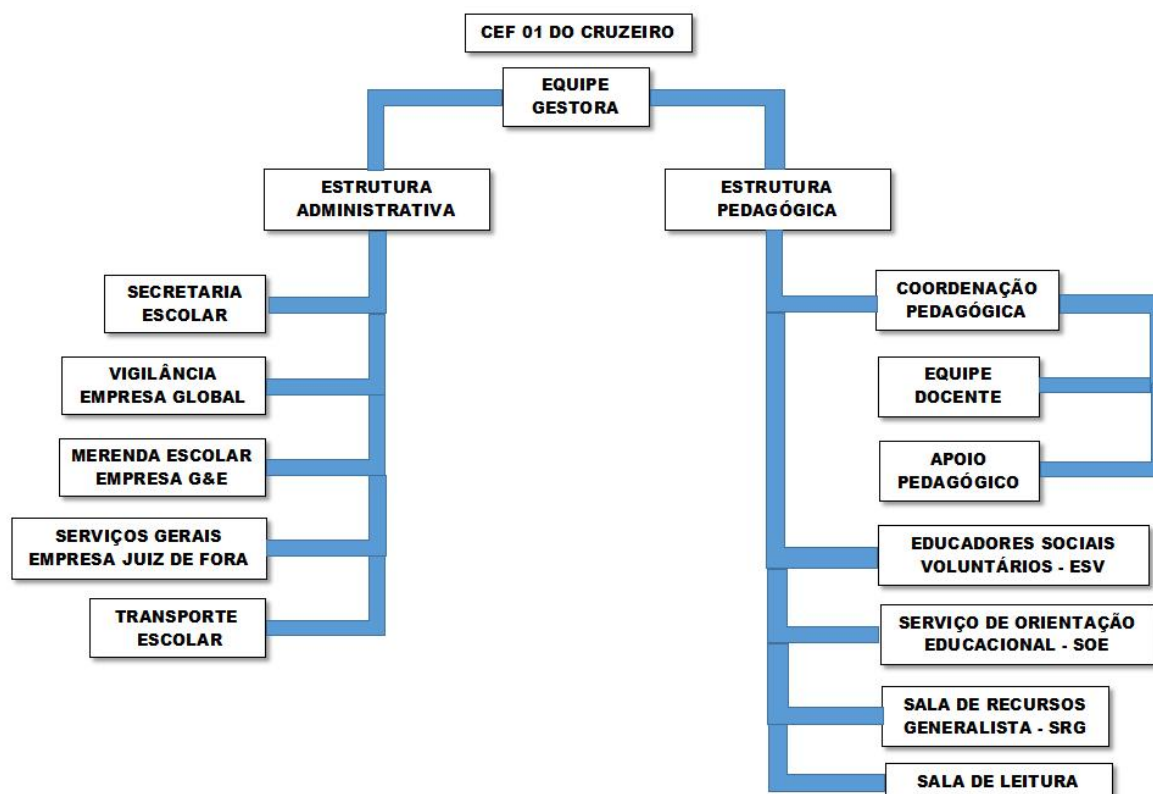 CEF 01 DO CRUZEIRO
EQUIPE
GESTORA
ESTRUTURA
ADMINISTRATIVA
ESTRUTURA
PEDAGÓGICA
SECRETARIA
ESCOLAR
VIGILÂNCIA
EMPRESA GLOBAL
MERENDA ESCOLAR
EMPRESA G&E
SERVIÇOS GERAIS
EMPRESA JUIZ DE FORA
TRANSPORTE
ESCOLAR
COORDENAÇÃO
PEDAGÓGICA
EQUIPE
DOCENTE
APOIO
PEDAGÓGICO
EDUCADORES SOCIAIS
VOLUNTÁRIOS - ESV
SERVIÇO DE ORIENTAÇÃO
EDUCACIONAL - SOE
SALA DE RECURSOS
GENERALISTA - SRG
SALA DE LEITURA